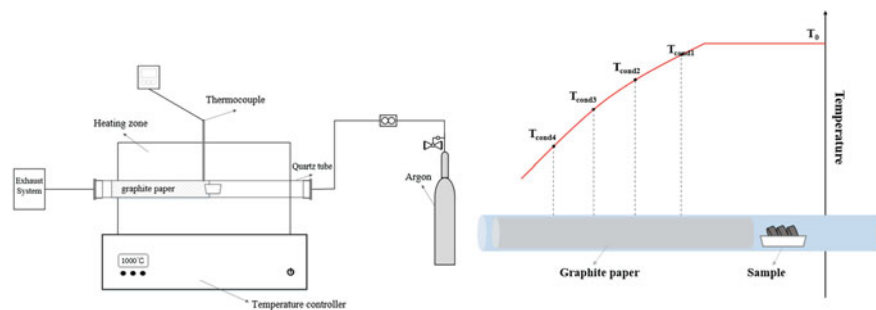 Thermocouple
Heating zone
Quartz tube
Exhaust
System
graphite paper
Argon
1000℃
Temperature controller
T0
Tcond1
Tcond2
Tcond3
Tcond4
Temperature
Graphite paper
Sample